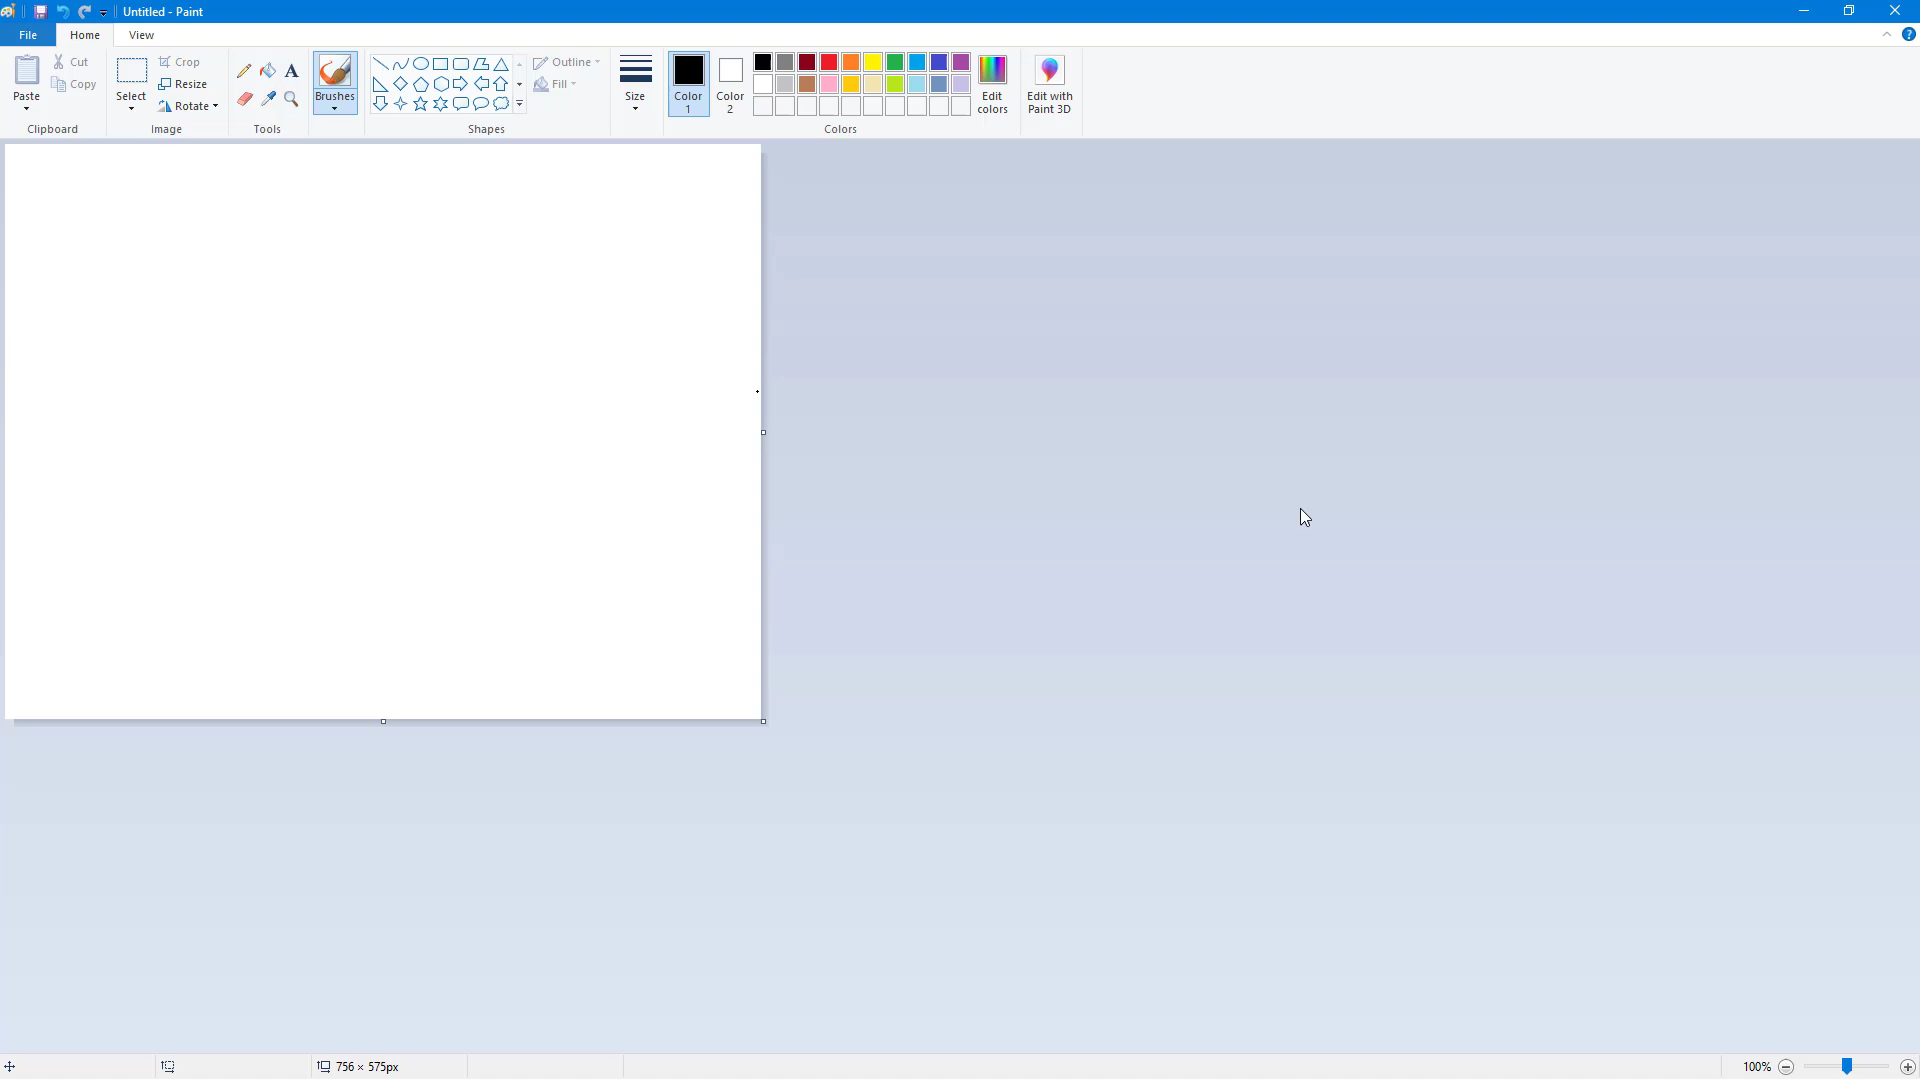 Untitled - Paint
File Home View
Paste
Cut
Copy
Clipboard
Select
Crop
Resize
Rotate
Image
A
Tools
Brushes
Shapes
Outline
Fill
Size
Color 1
Color 2
Colors
Edit colors
Edit with Paint 3D
?
756 × 575px
100%